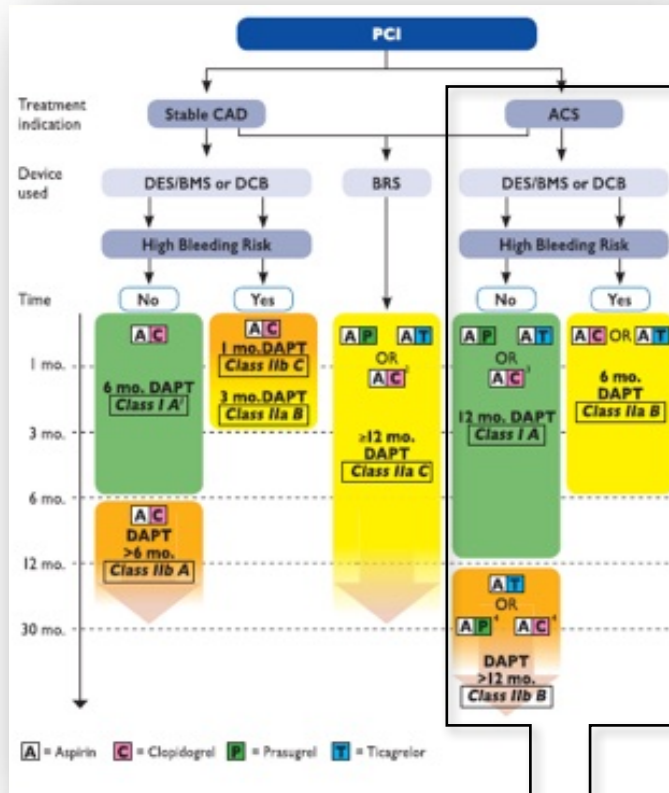 PCI
Treatment indication
Stable CAD
ACS
Device used
DES/BMS or DCB
BRS
DES/BMS or DCB
High Bleeding Risk
High Bleeding Risk
Time
No
Yes
No
Yes
1 mo.
3 mo.
6 mo.
12 mo.
30 mo.
A C
6 mo. DAPT
Class I A
A C
DAPT
>6 mo.
Class IIb A
A C
1 mo.DAPT
Class IIb C
3 mo.DAPT
Class IIa B
A P A T
OR
A C
≥12 mo.
DAPT
Class IIa C
A P A T
OR
A C
12 mo. DAPT
Class I A
A T
OR
A P 4 A C 4
DAPT
>12 mo.
Class IIb B
A C OR A T
6 mo.
DAPT
Class IIa B
A = Aspirin C = Clopidogrel P = Prasugrel T = Ticagrelor